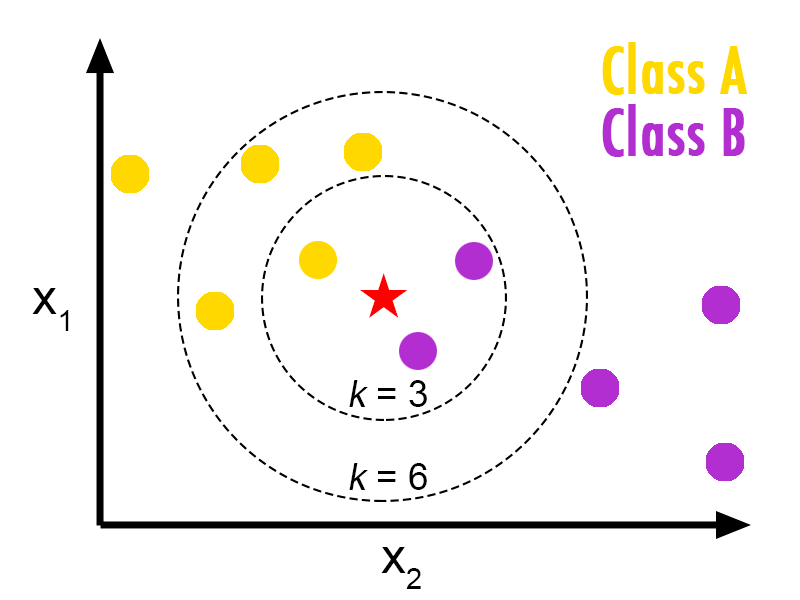 Class A
Class B
x₁
k = 3
k = 6
x₂